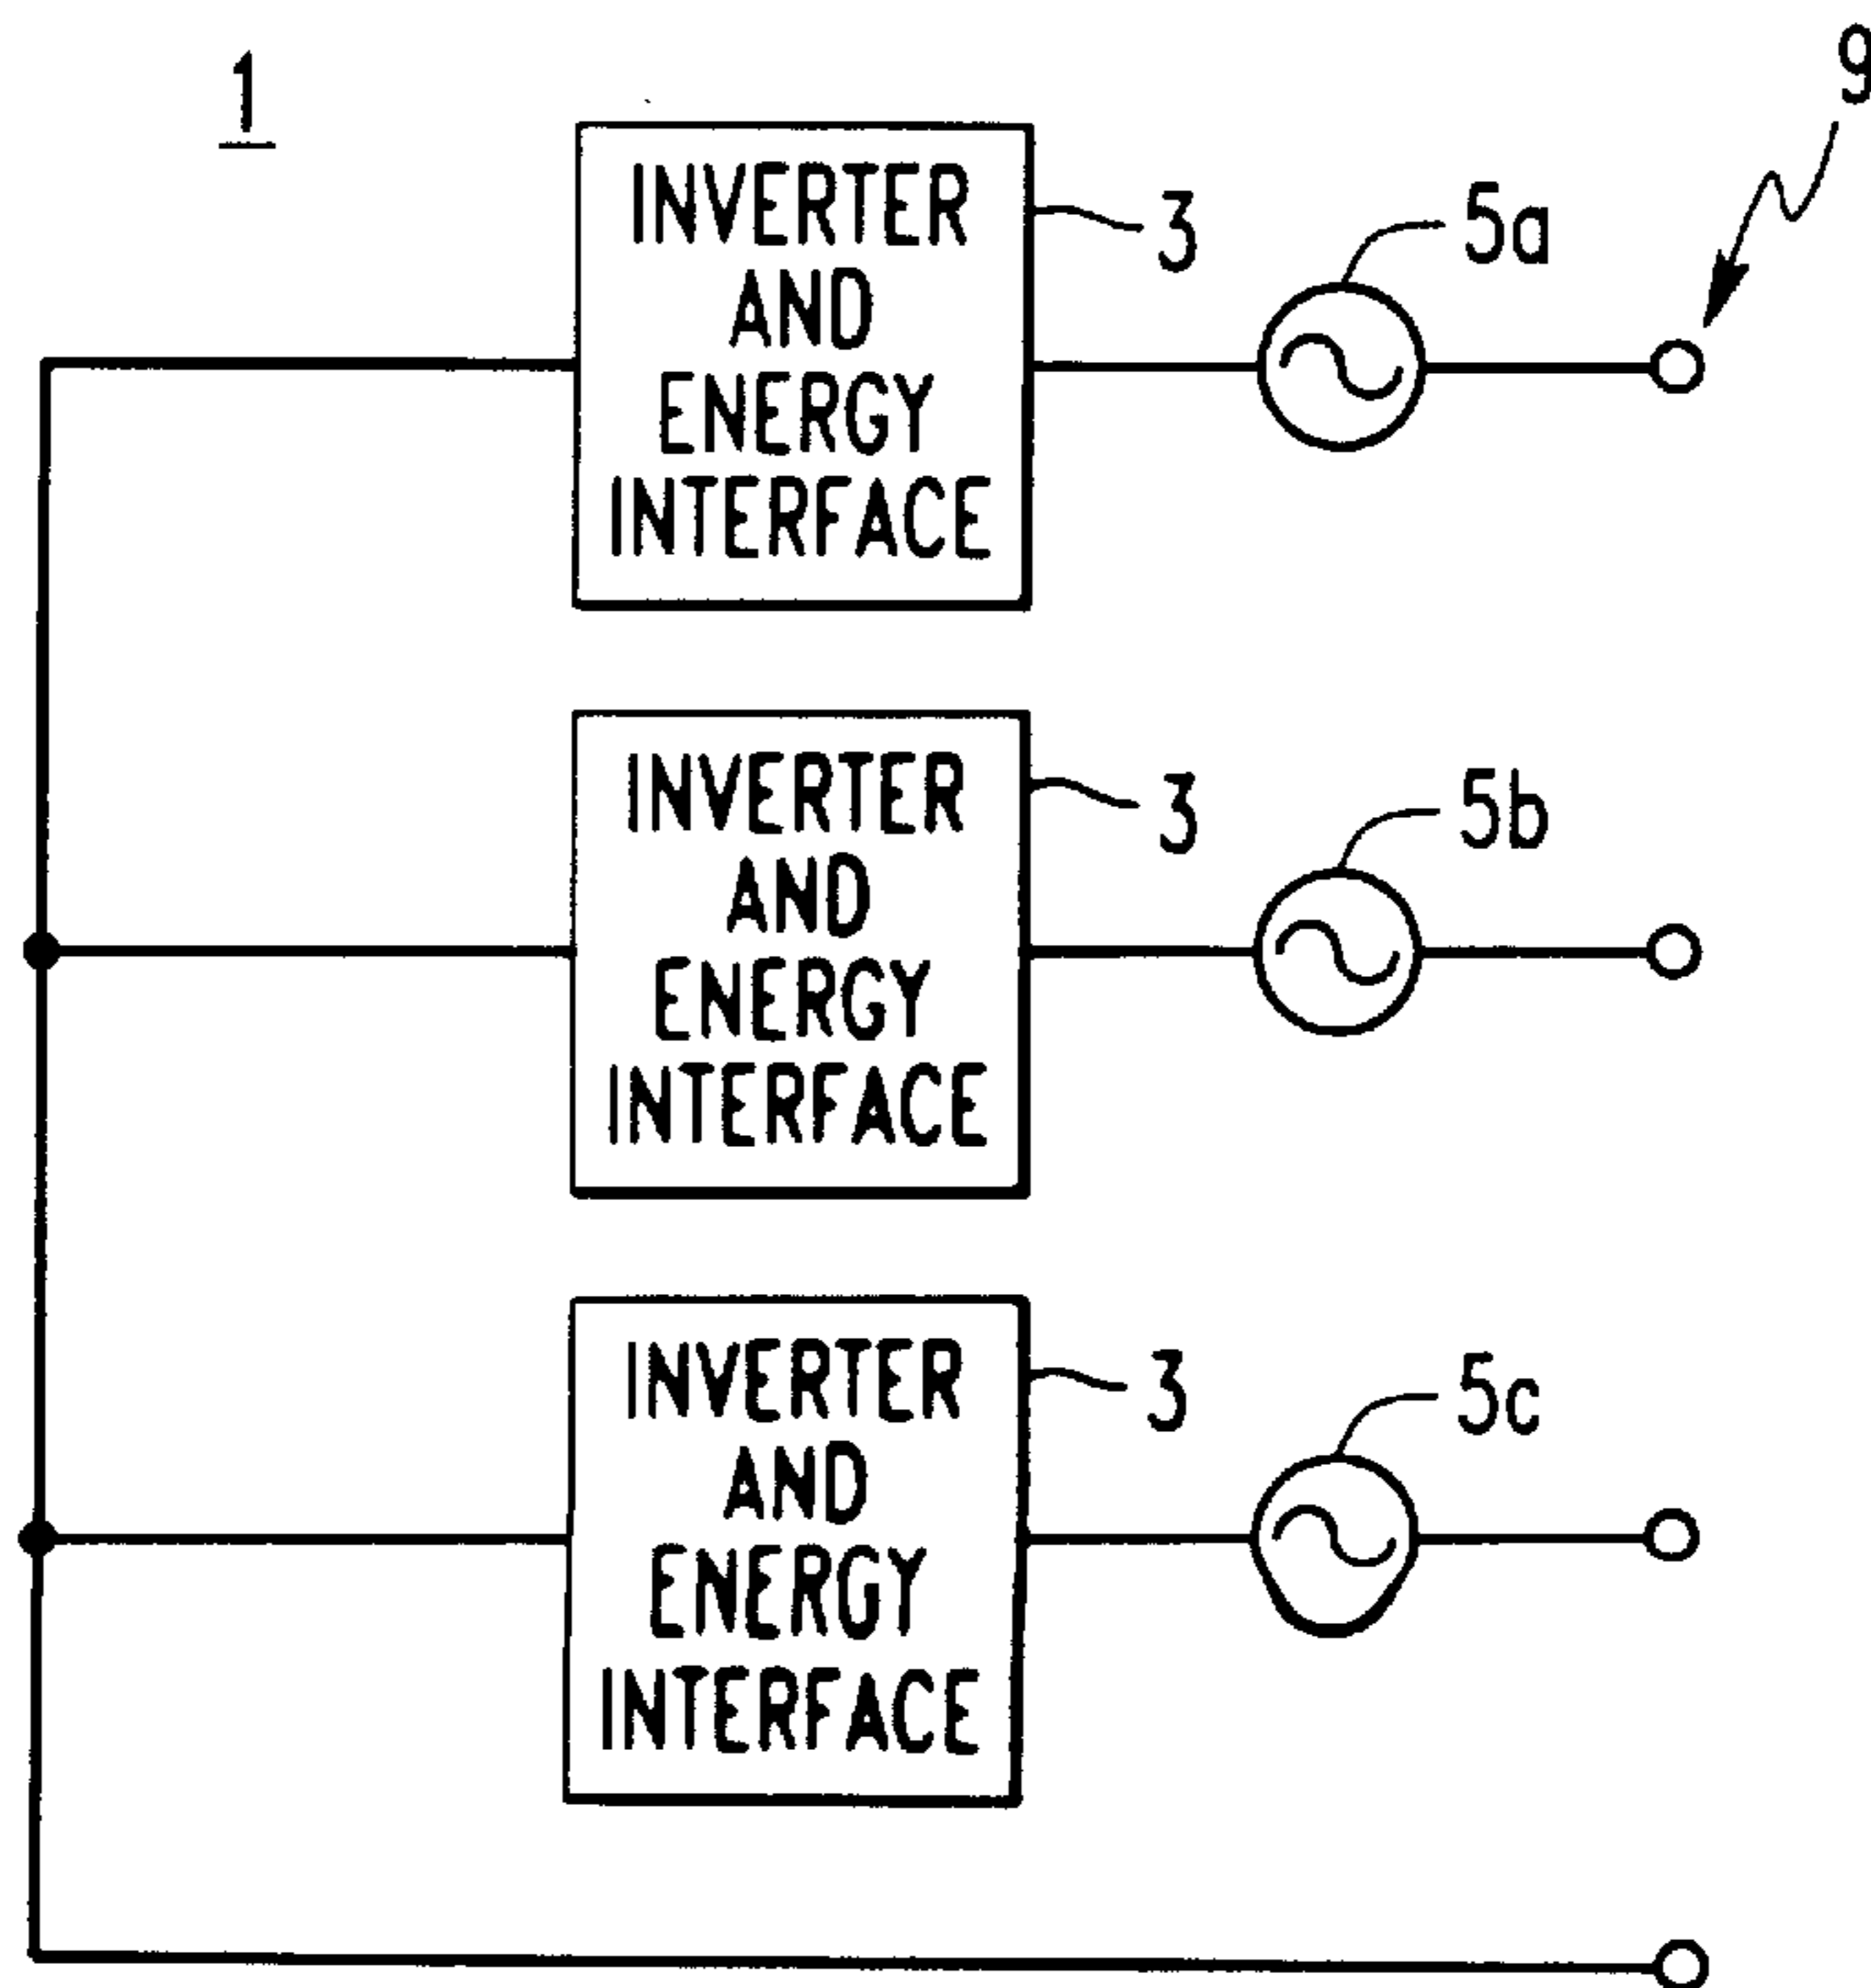 1
9
INVERTER
AND
ENERGY
INTERFACE
3
5a
INVERTER
AND
ENERGY
INTERFACE
3
5b
INVERTER
AND
ENERGY
INTERFACE
3
5c